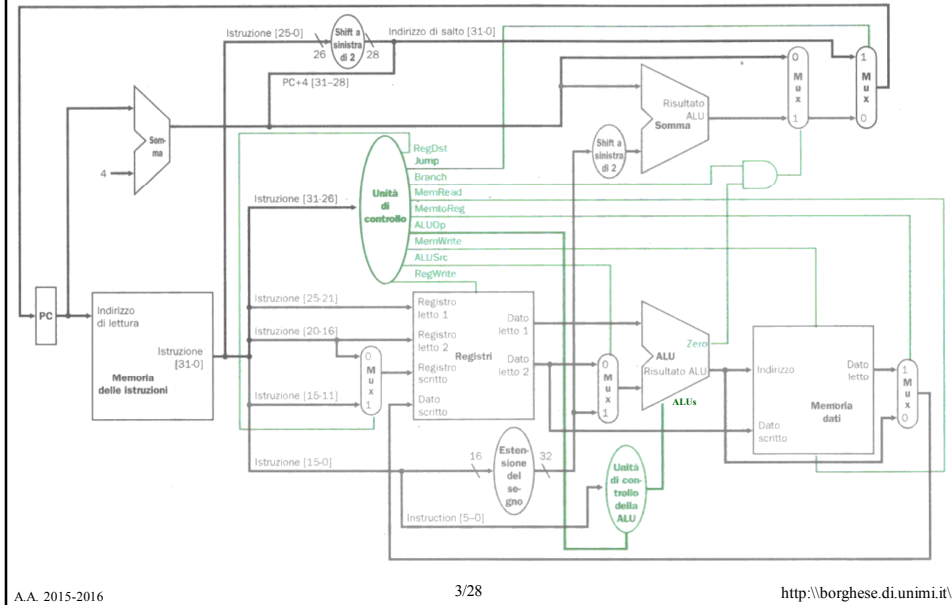 Istruzione [25-0]
26
Shift a
sinistra
di 2
28
Indirizzo di salto [31-0]
PC+4 [31–28]
0
M
u
x
1
1
M
u
x
0
Som-
ma
4
Risultato
ALU
Somma
Shift a
sinistra
di 2
RegDst
Jump
Branch
MemRead
MemtoReg
ALUOp
MemWrite
ALUSrc
RegWrite
Unità
di
controllo
Istruzione [31-26]
PC
Indirizzo
di lettura
Istruzione
[31-0]
Memoria
delle istruzioni
Istruzione [25-21]
Istruzione [20-16]
Istruzione [15-11]
0
M
u
x
1
Registro
letto 1
Registro
letto 2
Registro
scritto
Dato
scritto
Registri
Dato
letto 1
Dato
letto 2
0
M
u
x
1
Zero
ALU
Risultato ALU
ALUs
Indirizzo
Dato
letto
Memoria
dati
Dato
scritto
1
M
u
x
0
Istruzione [15-0]
16
Esten-
sione
del
se-
gno
32
Unità
di con-
trollo
della
ALU
Instruction [5–0]
A.A. 2015-2016
3/28
http:\\borghese.di.unimi.it\